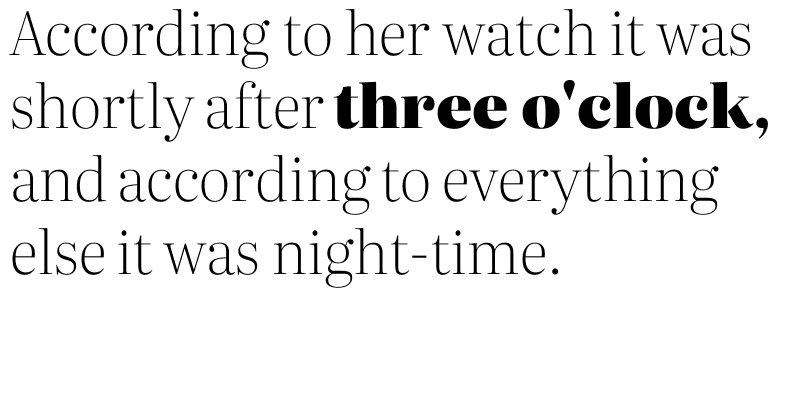 According to her watch it was
shortly after three o'clock,
and according to everything
else it was night-time.